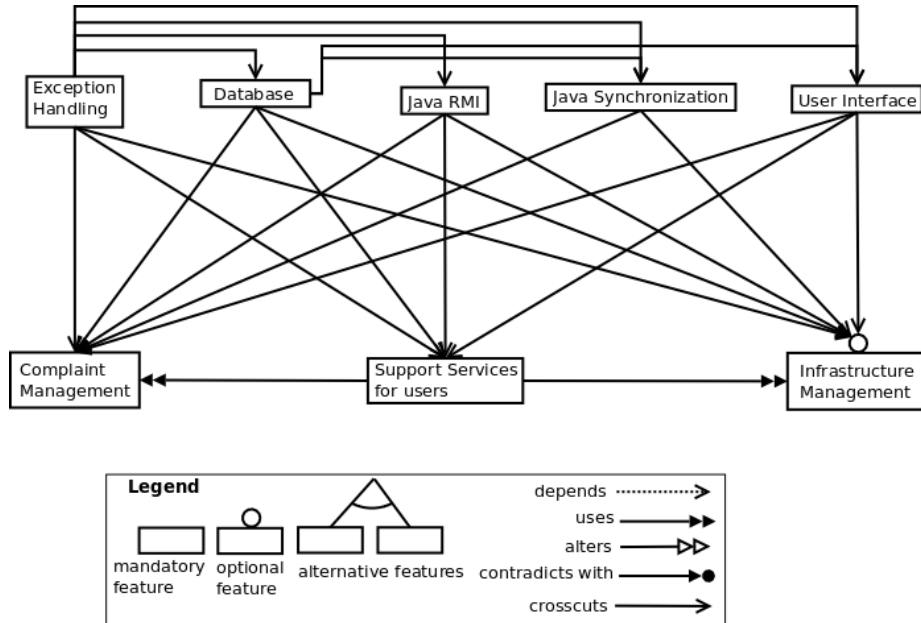 Exception
Handling
Database
Java RMI
Java Synchronization
User Interface
Complaint
Management
Support Services
for users
Infrastructure
Management
Legend
mandatory
feature
optional
feature
alternative features
depends
uses
alters
contradicts with
crosscuts